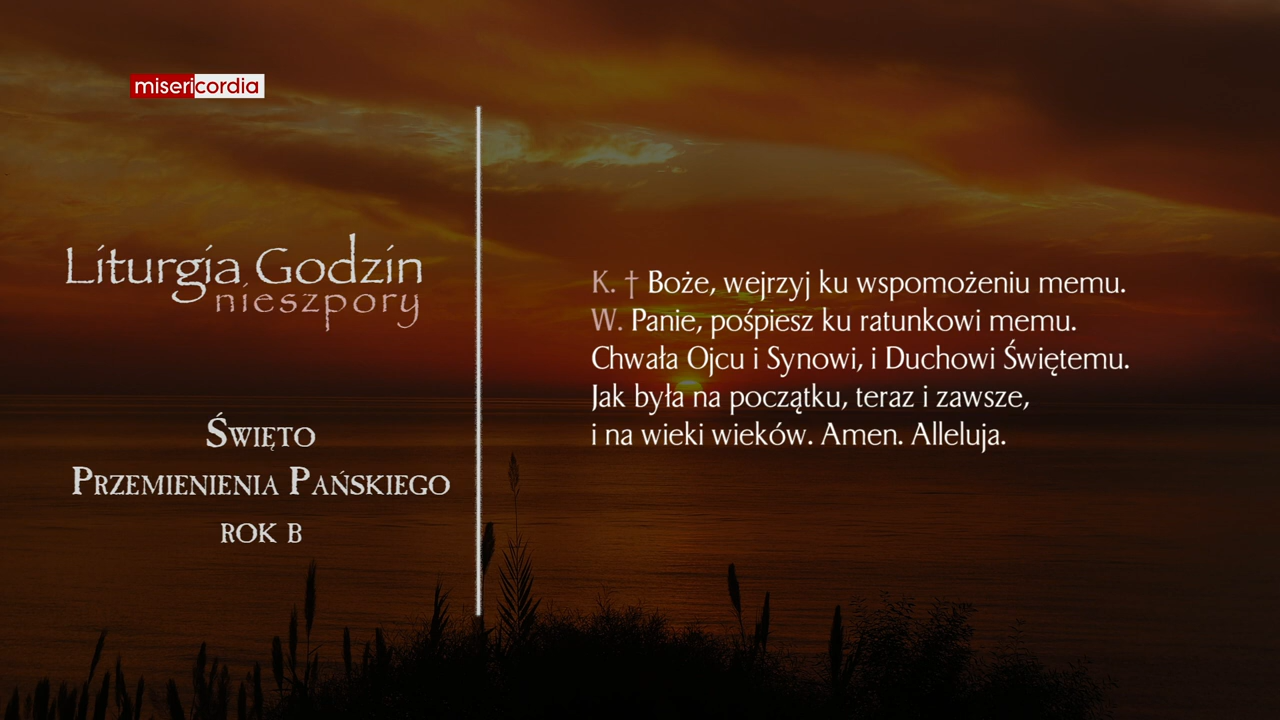 misericordia
Liturgia Godzin
nieszpory
Święto
Przemienienia Pańskiego
rok b
K. † Boże, wejrzyj ku wspomożeniu memu.
W. Panie, pośpiesz ku ratunkowi memu.
Chwała Ojcu i Synowi, i Duchowi Świętemu.
Jak była na początku, teraz i zawsze,
i na wieki wieków. Amen. Alleluja.